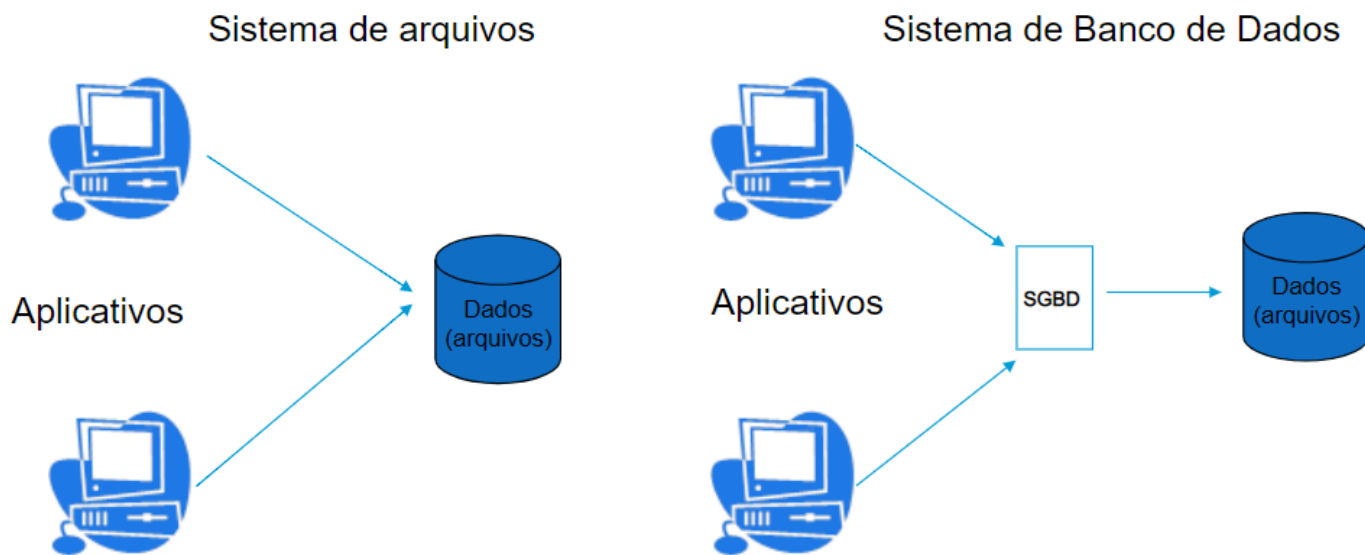 Sistema de arquivos
Aplicativos
Dados
(arquivos)
Sistema de Banco de Dados
Aplicativos
SGBD
Dados
(arquivos)